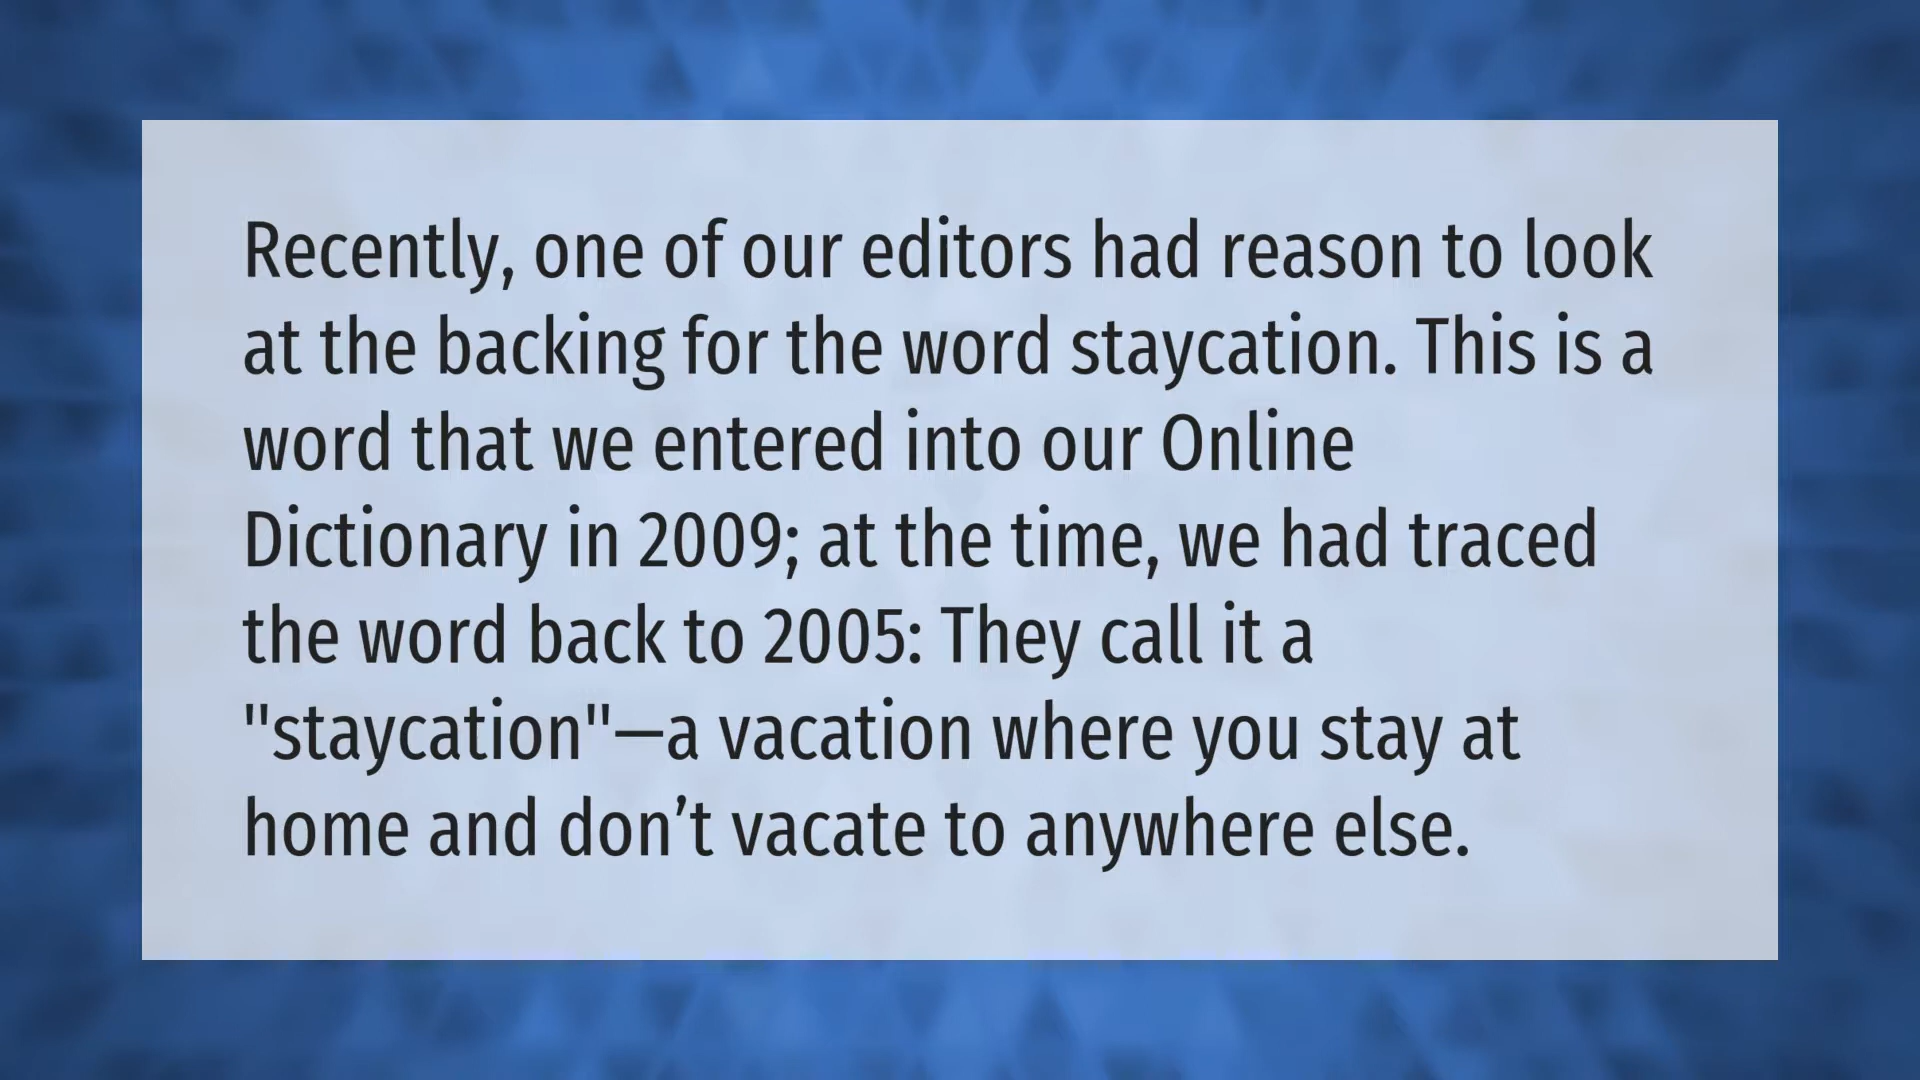 Recently, one of our editors had reason to look
at the backing for the word staycation. This is a
word that we entered into our Online
Dictionary in 2009; at the time, we had traced
the word back to 2005: They call it a
"staycation"—a vacation where you stay at
home and don’t vacate to anywhere else.